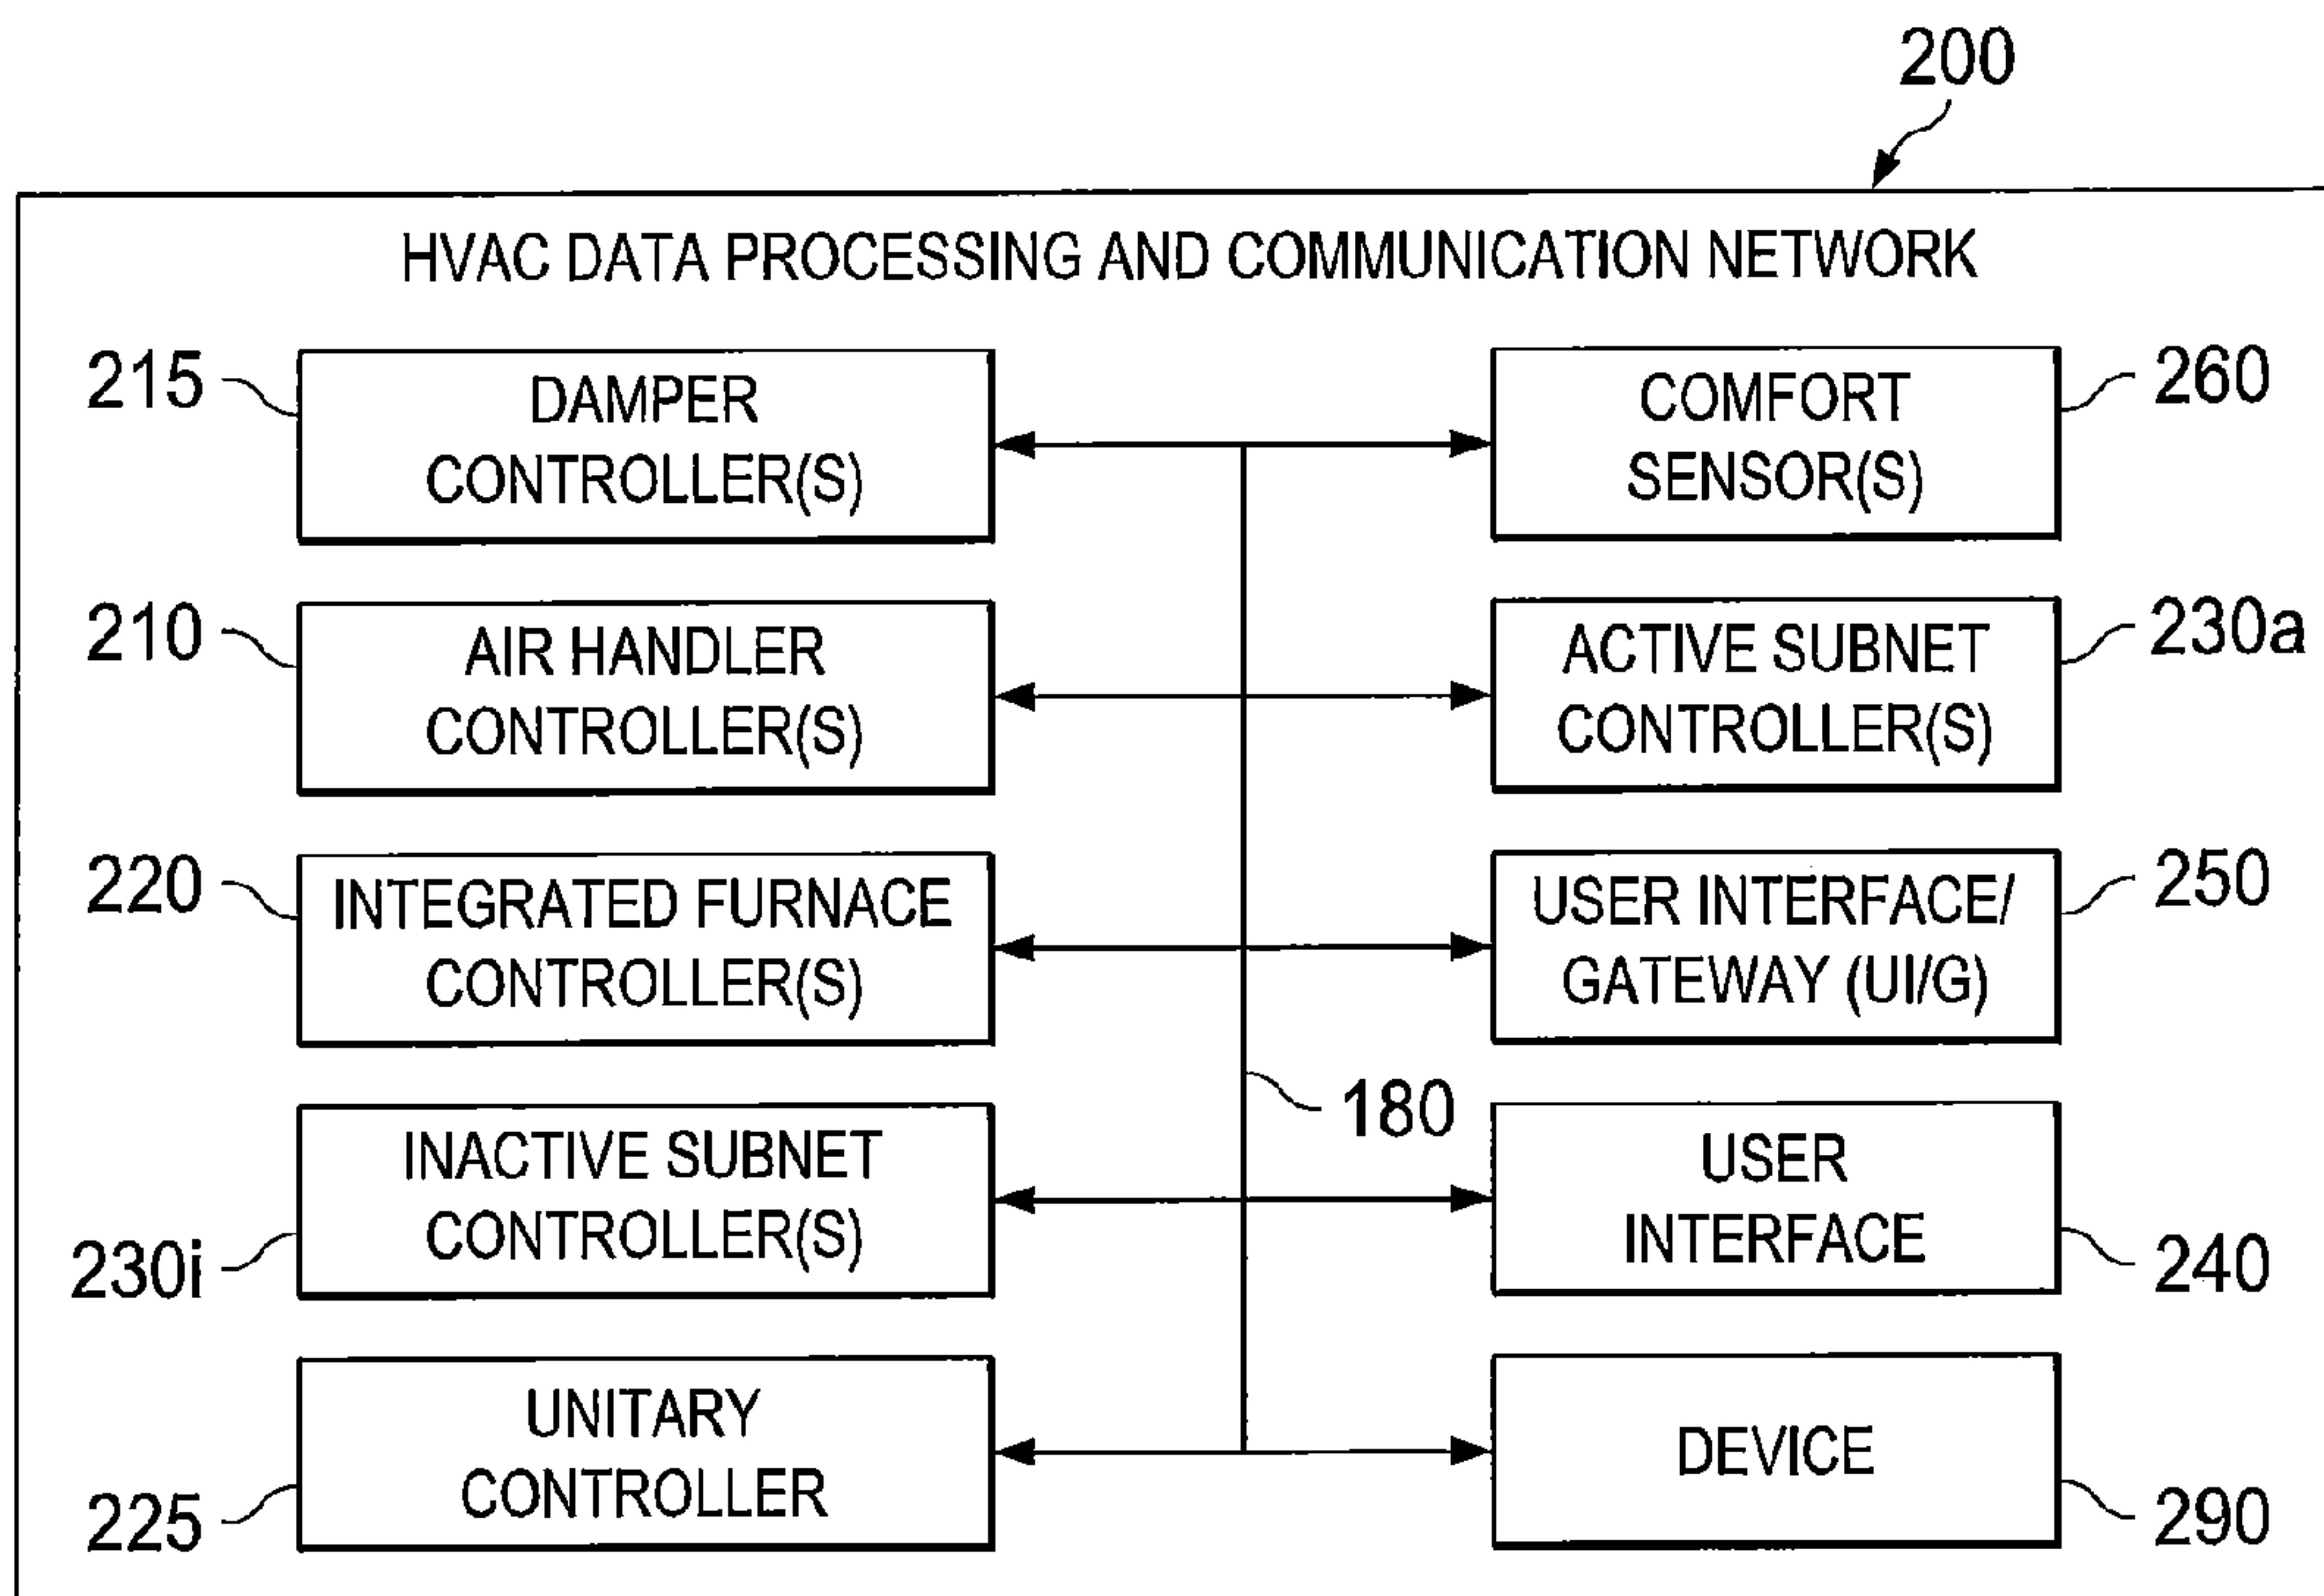 200
HVAC DATA PROCESSING AND COMMUNICATION NETWORK
215
DAMPER
CONTROLLER(S)
COMFORT
SENSOR(S)
260
210
AIR HANDLER
CONTROLLER(S)
ACTIVE SUBNET
CONTROLLER(S)
230a
220
INTEGRATED FURNACE
CONTROLLER(S)
USER INTERFACE/
GATEWAY (UI/G)
250
180
INACTIVE SUBNET
CONTROLLER(S)
230i
USER
INTERFACE
240
UNITARY
CONTROLLER
225
DEVICE
290